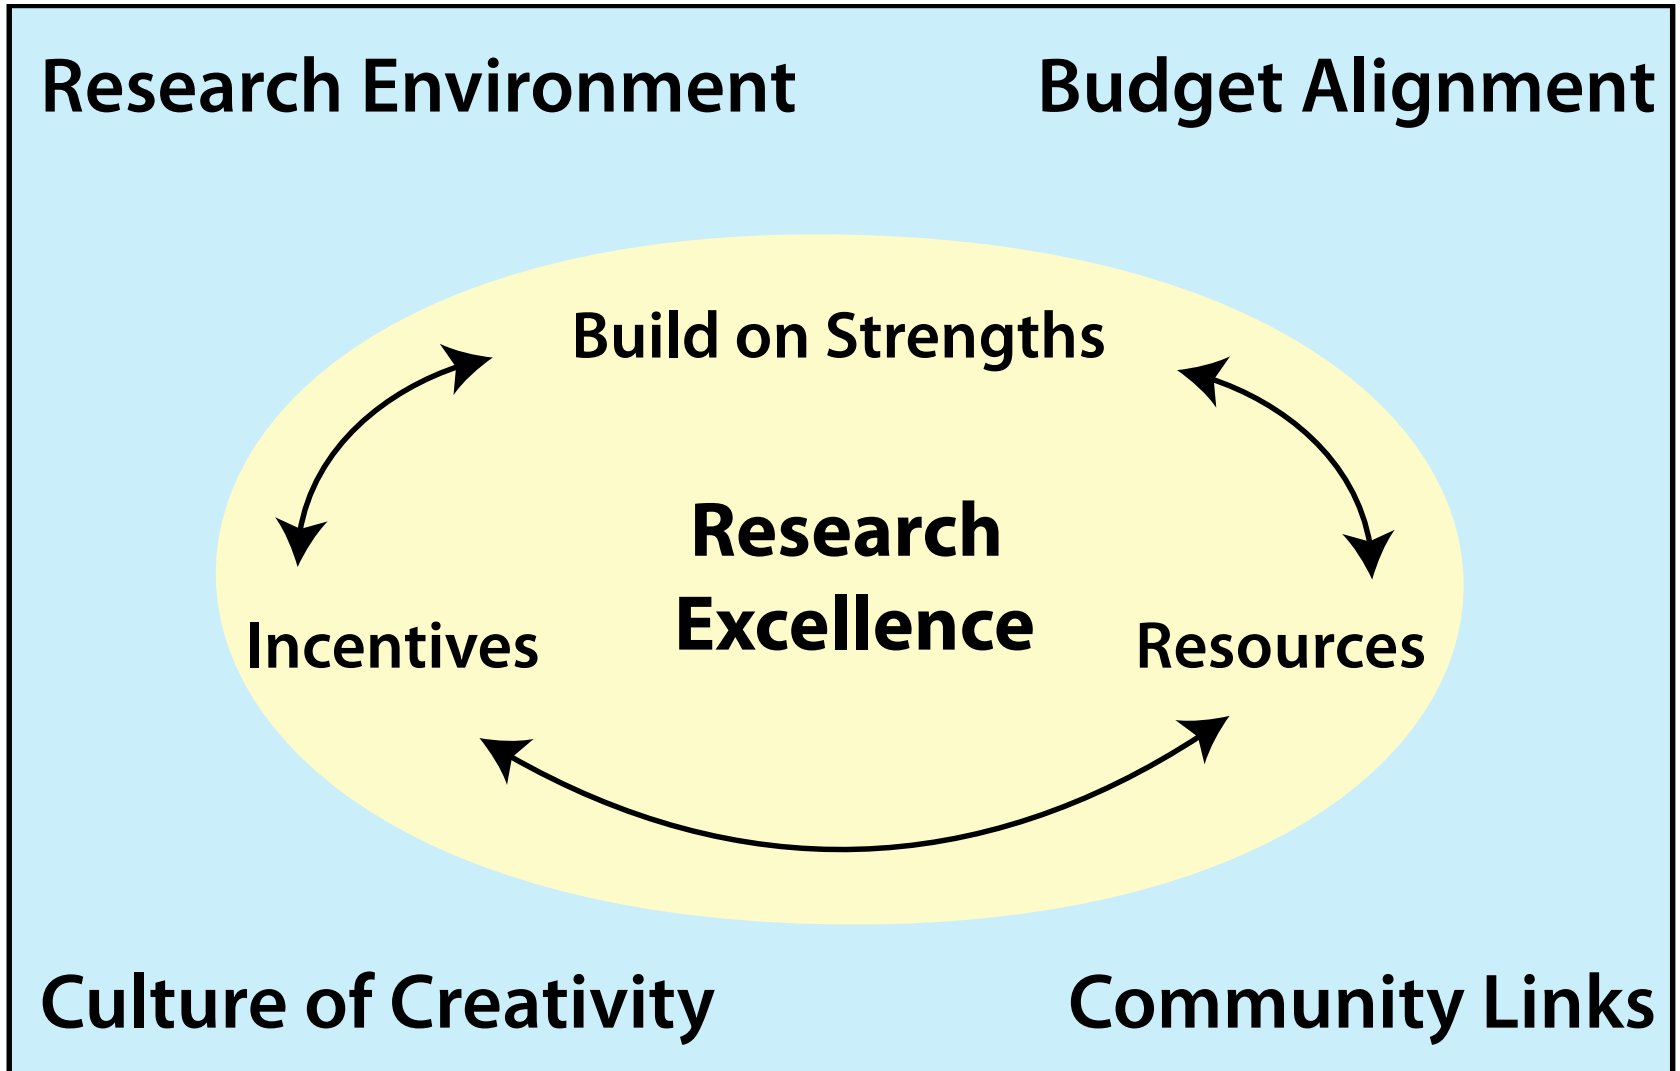 Research Environment
Budget Alignment
Build on Strengths
Research
Excellence
Incentives
Resources
Culture of Creativity
Community Links